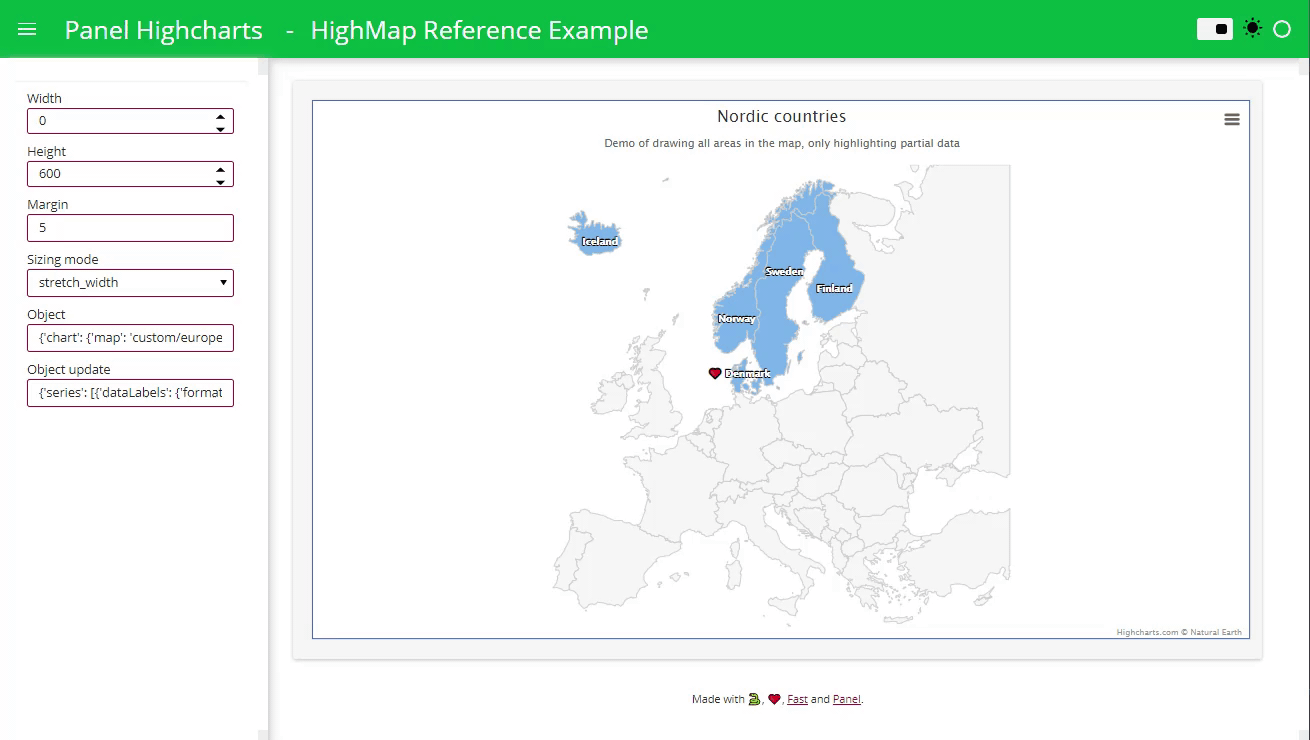 Panel Highcharts - HighMap Reference Example
Width
0
Height
600
Margin
5
Sizing mode
stretch_width
Object
{'chart': {'map': 'custom/europe
Object update
{'series': [{'dataLabels': {'format
Nordic countries
Demo of drawing all areas in the map, only highlighting partial data
Iceland
Sweden
Finland
Norway
Denmark
Highcharts.com © Natural Earth
Made with 🐍, ❤, Fast and Panel.